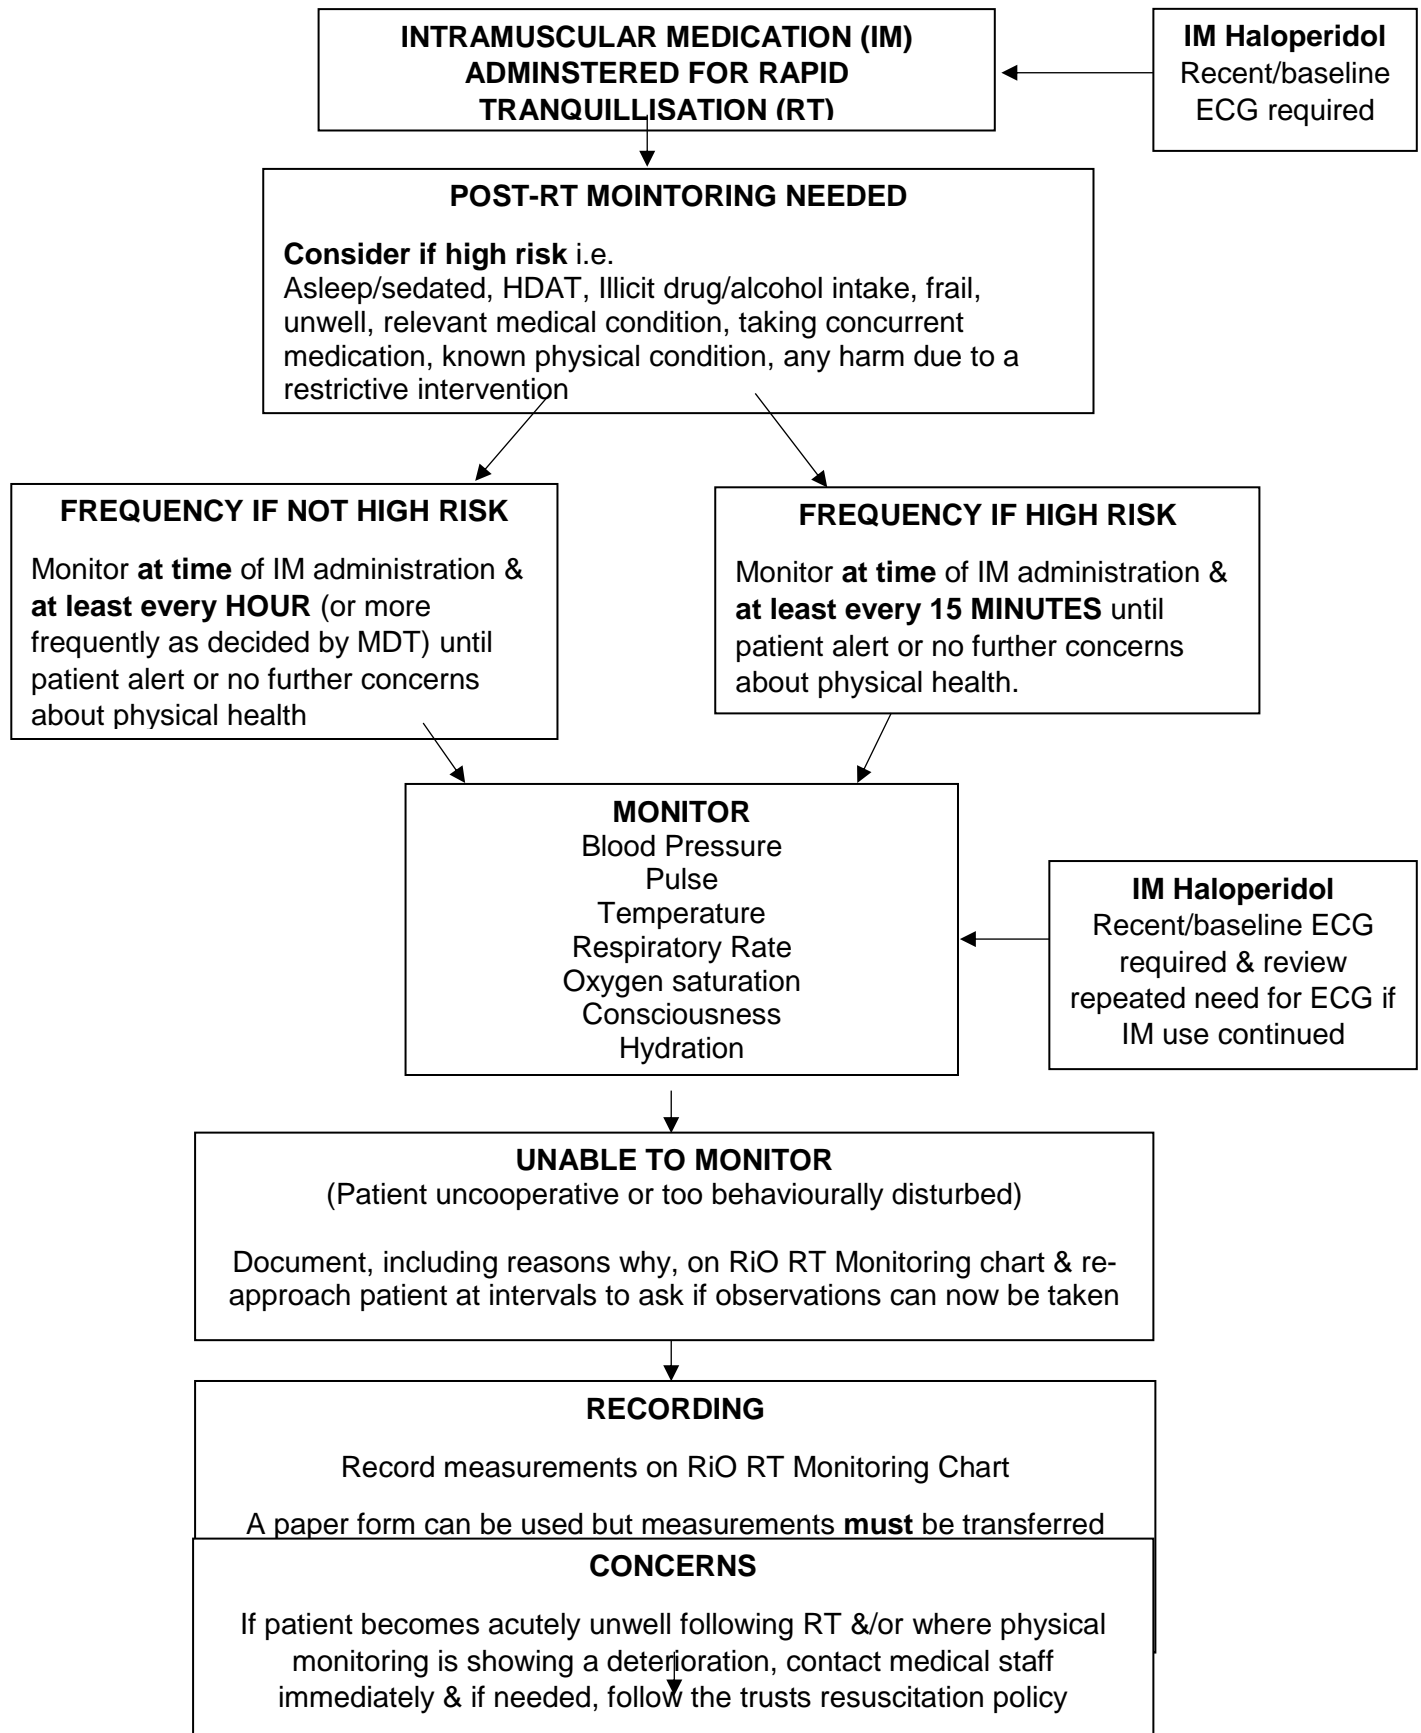 INTRAMUSCULAR MEDICATION (IM)
ADMINSTERED FOR RAPID
TRANQUILLISATION (RT)
IM Haloperidol
Recent/baseline
ECG required
POST-RT MOINTORING NEEDED
Consider if high risk i.e.
Asleep/sedated, HDAT, Illicit drug/alcohol intake, frail,
unwell, relevant medical condition, taking concurrent
medication, known physical condition, any harm due to a
restrictive intervention
FREQUENCY IF NOT HIGH RISK
Monitor at time of IM administration &
at least every HOUR (or more
frequently as decided by MDT) until
patient alert or no further concerns
about physical health
FREQUENCY IF HIGH RISK
Monitor at time of IM administration &
at least every 15 MINUTES until
patient alert or no further concerns
about physical health.
MONITOR
Blood Pressure
Pulse
Temperature
Respiratory Rate
Oxygen saturation
Consciousness
Hydration
IM Haloperidol
Recent/baseline ECG
required & review
repeated need for ECG if
IM use continued
UNABLE TO MONITOR
(Patient uncooperative or too behaviourally disturbed)
Document, including reasons why, on RiO RT Monitoring chart & re-
approach patient at intervals to ask if observations can now be taken
RECORDING
Record measurements on RiO RT Monitoring Chart
A paper form can be used but measurements must be transferred
CONCERNS
If patient becomes acutely unwell following RT &/or where physical
monitoring is showing a deterioration, contact medical staff
immediately & if needed, follow the trusts resuscitation policy